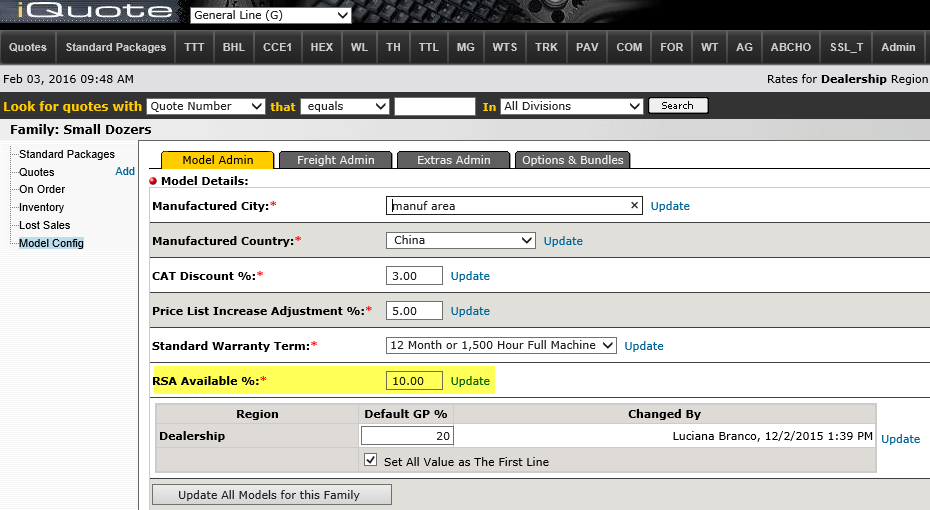 iQuote General Line (G)
Quotes Standard Packages TTT BHL CCE1 HEX WL TH TTL MG WTS TRK PAV COM FOR WT AG ABCHO SSL_T Admin
Feb 03, 2016 09:48 AM Rates for Dealership Region
Look for quotes with Quote Number that equals In All Divisions Search
Family: Small Dozers
Standard Packages
Quotes Add
On Order
Inventory
Lost Sales
Model Config
Model Admin Freight Admin Extras Admin Options & Bundles
Model Details:
Manufactured City:* manuf area × Update
Manufactured Country:* China Update
CAT Discount %:* 3.00 Update
Price List Increase Adjustment %:* 5.00 Update
Standard Warranty Term:* 12 Month or 1,500 Hour Full Machine Update
RSA Available %:* 10.00 Update
Region Default GP % Changed By
Dealership 20 Luciana Branco, 12/2/2015 1:39 PM Update
Set All Value as The First Line
Update All Models for this Family